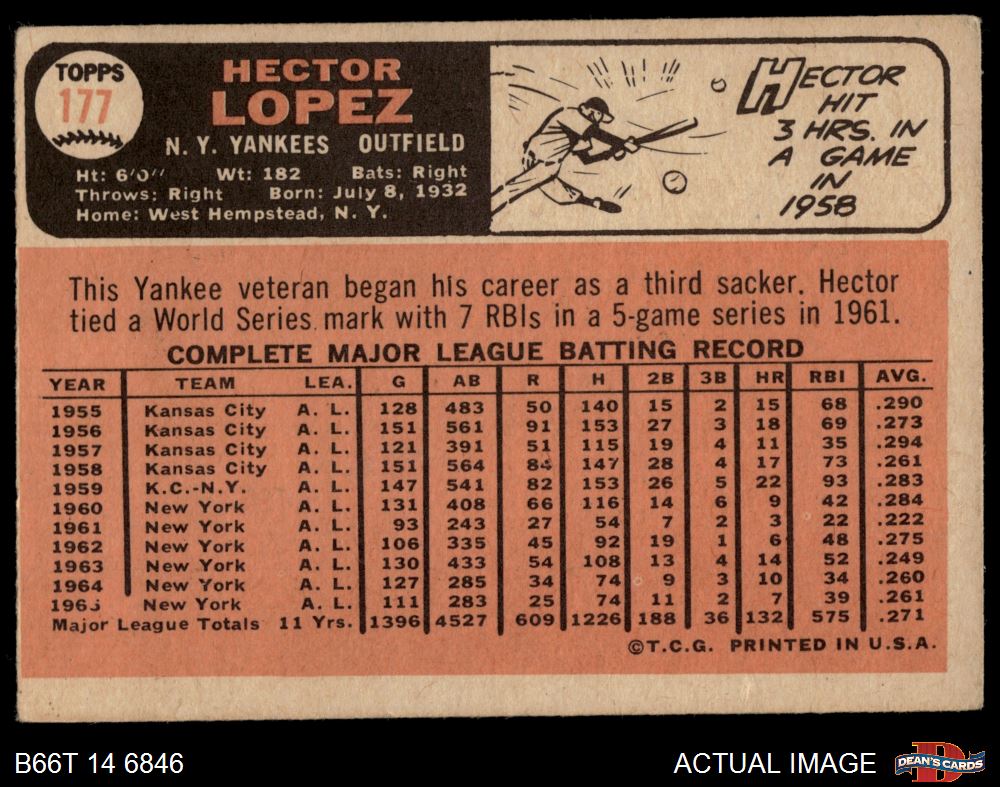 TOPPS
177
HECTOR
LOPEZ
N. Y. YANKEES OUTFIELD
Ht: 6'0" Wt: 182 Bats: Right
Throws: Right Born: July 8, 1932
Home: West Hempstead, N. Y.
HECTOR
HIT
3 HRS. IN
A GAME
IN
1958
This Yankee veteran began his career as a third sacker. Hector
tied a World Series mark with 7 RBIs in a 5-game series in 1961.
COMPLETE MAJOR LEAGUE BATTING RECORD
YEAR TEAM LEA. G AB R H 2B 3B HR RBI AVG.
1955 Kansas City A. L. 128 483 50 140 15 2 15 68 .290
1956 Kansas City A. L. 151 561 91 153 27 3 18 69 .273
1957 Kansas City A. L. 121 391 51 115 19 4 11 35 .294
1958 Kansas City A. L. 151 564 84 147 28 4 17 73 .261
1959 K.C.-N.Y. A. L. 147 541 82 153 26 5 22 93 .283
1960 New York A. L. 131 408 66 116 14 6 9 42 .284
1961 New York A. L. 93 243 27 54 7 2 3 22 .222
1962 New York A. L. 106 335 45 92 19 1 6 48 .275
1963 New York A. L. 130 433 54 108 13 4 14 52 .249
1964 New York A. L. 127 285 34 74 9 3 10 34 .260
1965 New York A. L. 111 283 25 74 11 2 7 39 .261
Major League Totals 11 Yrs. 1396 4527 609 1226 188 36 132 575 .271
©T.C.G. PRINTED IN U.S.A.
B66T 14 6846 ACTUAL IMAGE
DEAN'S CARDS